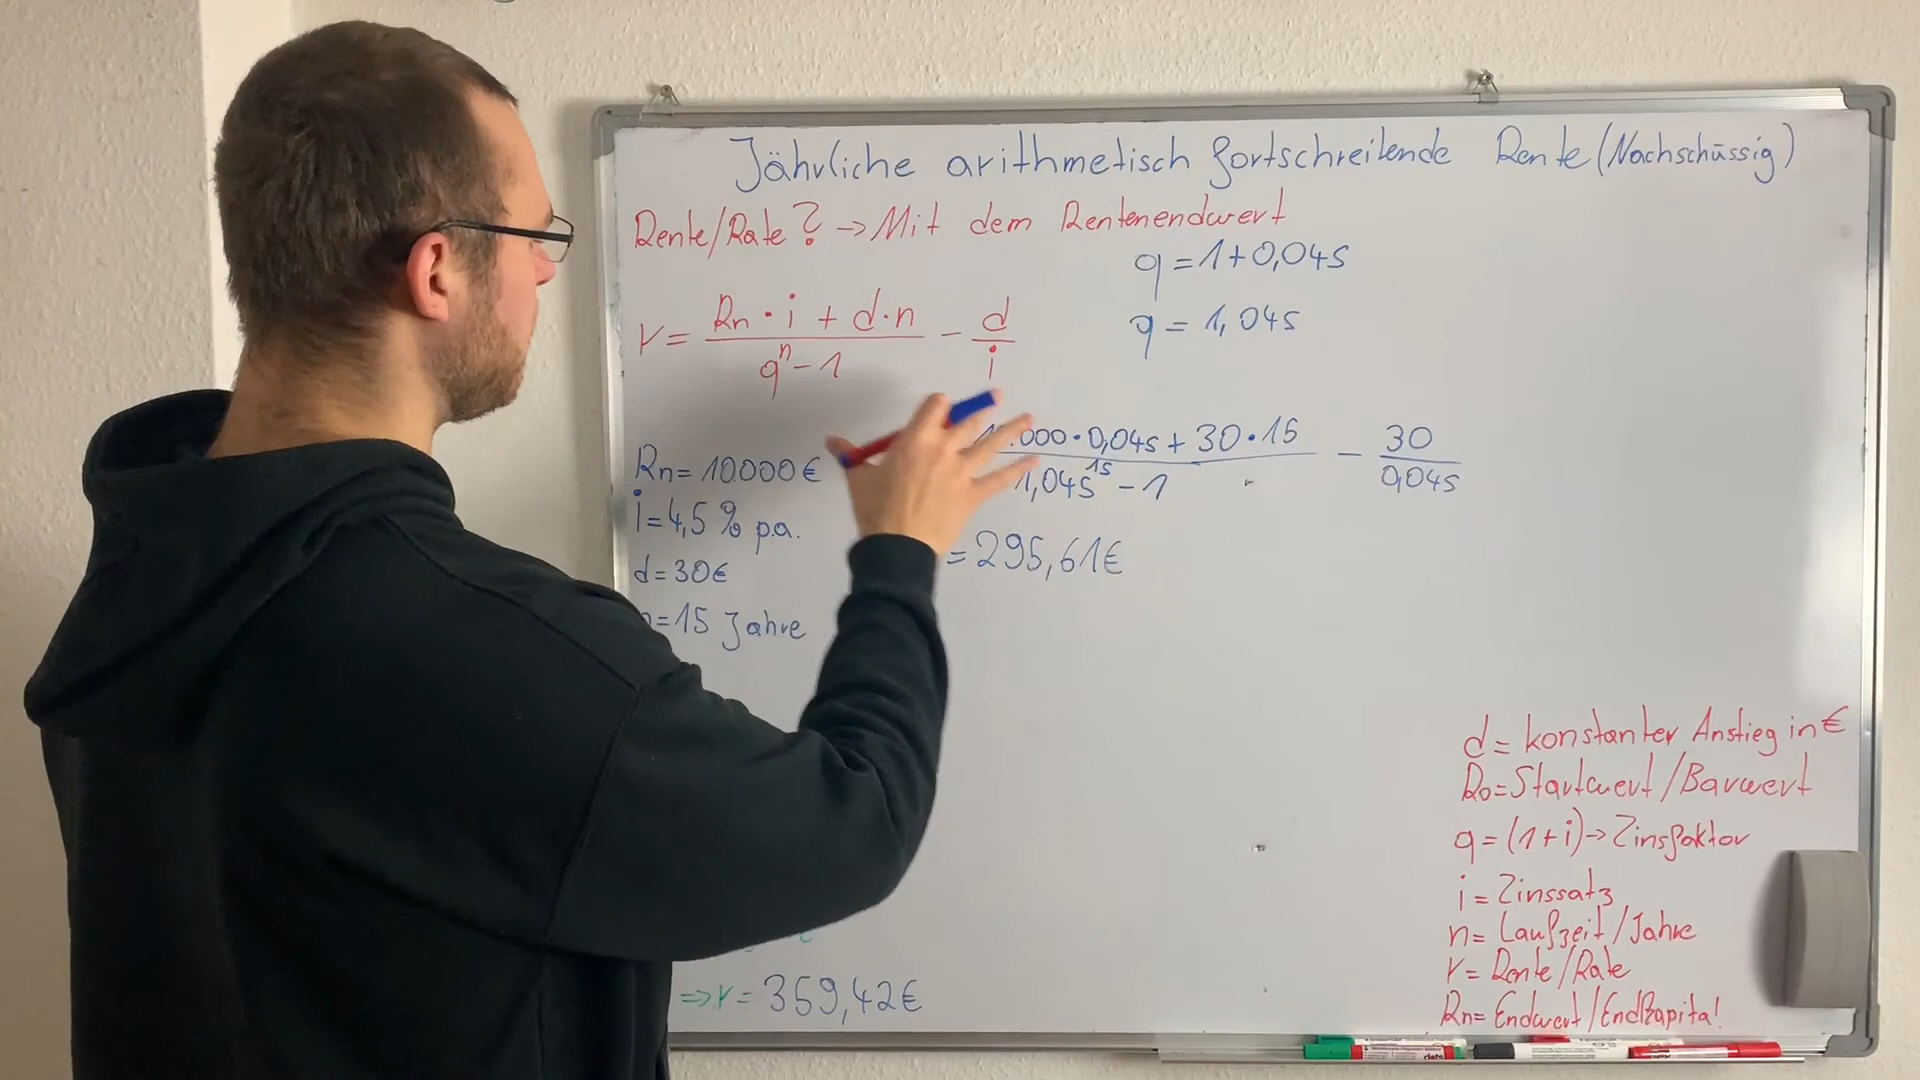 Jährliche arithmetisch fortschreitende Rente (Nachschüssig)
Rente/Rate? → Mit dem Rentenendwert
q = 1 + 0,045
q = 1,045
r = (Rn · i + d · n) / (q^n - 1) - d/i
.000 · 0,045 + 30 · 15 / 1,045^15 - 1 - 30 / 0,045
= 295,61€
Rn = 10000€
i = 4,5 % p.a.
d = 30€
= 15 Jahre
⇒ r = 359,42€
d = konstanter Anstieg in €
R0 = Startwert / Barwert
q = (1 + i) → Zinsfaktor
i = Zinssatz
n = Laufzeit / Jahre
r = Rente / Rate
Rn = Endwert / Endkapital